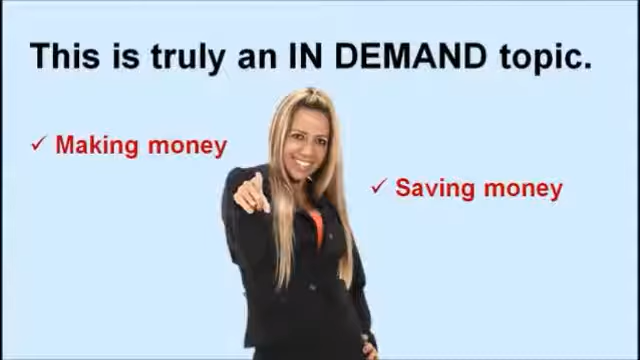 This is truly an IN DEMAND topic.
✓ Making money
✓ Saving money